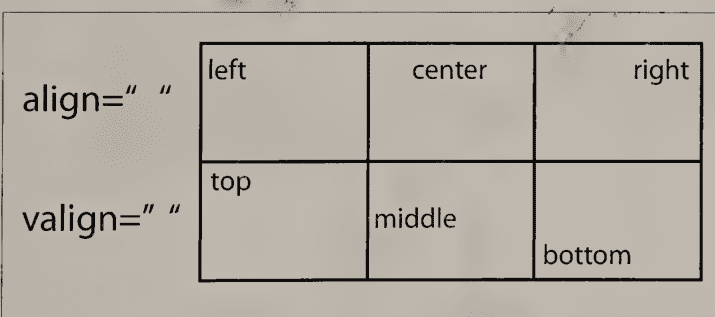 align=“ “ left center right
valign=” “ top middle bottom